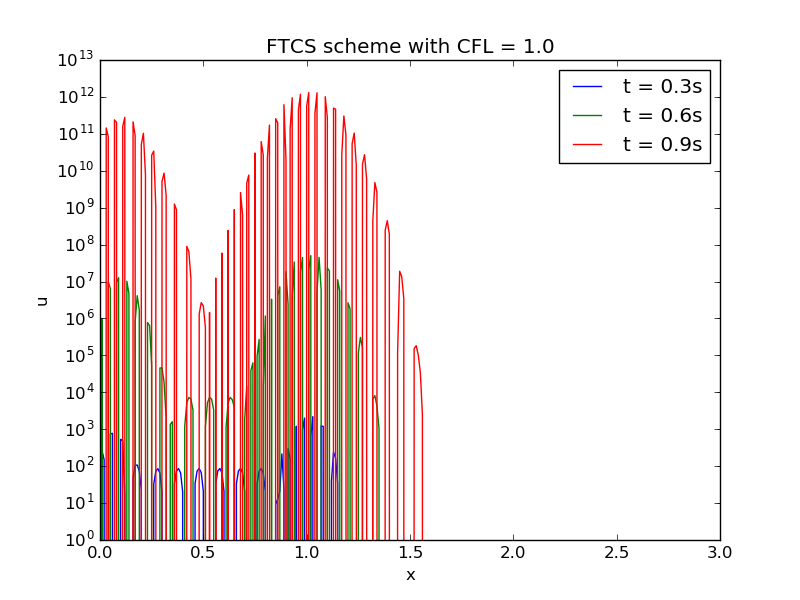 FTCS scheme with CFL = 1.0
10^13
10^12
10^11
10^10
10^9
10^8
10^7
10^6
10^5
10^4
10^3
10^2
10^1
10^0
u
t = 0.3s
t = 0.6s
t = 0.9s
0.0 0.5 1.0 1.5 2.0 2.5 3.0
x